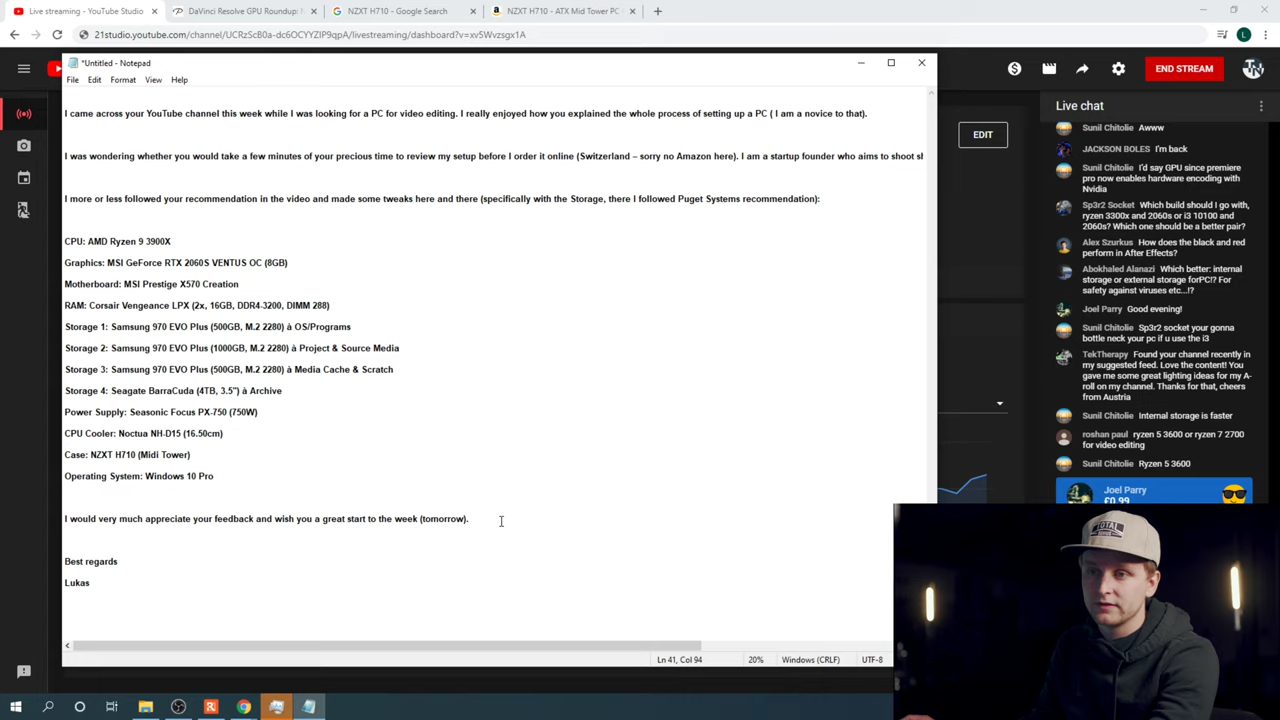 Live streaming - YouTube Studio
DaVinci Resolve GPU Roundup:
NZXT H710 - Google Search
NZXT H710 - ATX Mid Tower PC
21studio.youtube.com/channel/UCRzScB0a-dc6OCYYZIP9qpA/livestreaming/dashboard?v=xv5Wvzsgx1A
L
*Untitled - Notepad
File Edit Format View Help
END STREAM
EDIT
I came across your YouTube channel this week while I was looking for a PC for video editing. I really enjoyed how you explained the whole process of setting up a PC ( I am a novice to that).
I was wondering whether you would take a few minutes of your precious time to review my setup before I order it online (Switzerland – sorry no Amazon here). I am a startup founder who aims to shoot sl
I more or less followed your recommendation in the video and made some tweaks here and there (specifically with the Storage, there I followed Puget Systems recommendation):
CPU: AMD Ryzen 9 3900X
Graphics: MSI GeForce RTX 2060S VENTUS OC (8GB)
Motherboard: MSI Prestige X570 Creation
RAM: Corsair Vengeance LPX (2x, 16GB, DDR4-3200, DIMM 288)
Storage 1: Samsung 970 EVO Plus (500GB, M.2 2280) à OS/Programs
Storage 2: Samsung 970 EVO Plus (1000GB, M.2 2280) à Project & Source Media
Storage 3: Samsung 970 EVO Plus (500GB, M.2 2280) à Media Cache & Scratch
Storage 4: Seagate BarraCuda (4TB, 3.5") à Archive
Power Supply: Seasonic Focus PX-750 (750W)
CPU Cooler: Noctua NH-D15 (16.50cm)
Case: NZXT H710 (Midi Tower)
Operating System: Windows 10 Pro
I would very much appreciate your feedback and wish you a great start to the week (tomorrow).
Best regards
Lukas
Ln 41, Col 94
20%
Windows (CRLF)
UTF-8
Live chat
Sunil Chitolie Awww
JACKSON BOLES I'm back
Sunil Chitolie I'd say GPU since premiere
pro now enables hardware encoding with
Nvidia
Sp3r2 Socket Which build should I go with,
ryzen 3300x and 2060s or i3 10100 and
2060s? Which one should be a better pair?
Alex Szurkus How does the black and red
perform in After Effects?
Abokhaled Alanazi Which better: internal
storage or external storage forPC!? For
safety against viruses etc...!?
Joel Parry Good evening!
Sunil Chitolie Sp3r2 socket your gonna
bottle neck your pc if u use the i3
TekTherapy Found your channel recently in
my suggested feed. Love the content! You
gave me some great lighting ideas for my A-
roll on my channel. Thanks for that, cheers
from Austria
Sunil Chitolie Internal storage is faster
roshan paul ryzen 5 3600 or ryzen 7 2700
for video editing
Sunil Chitolie Ryzen 5 3600
Joel Parry
£0.99
TOTAL